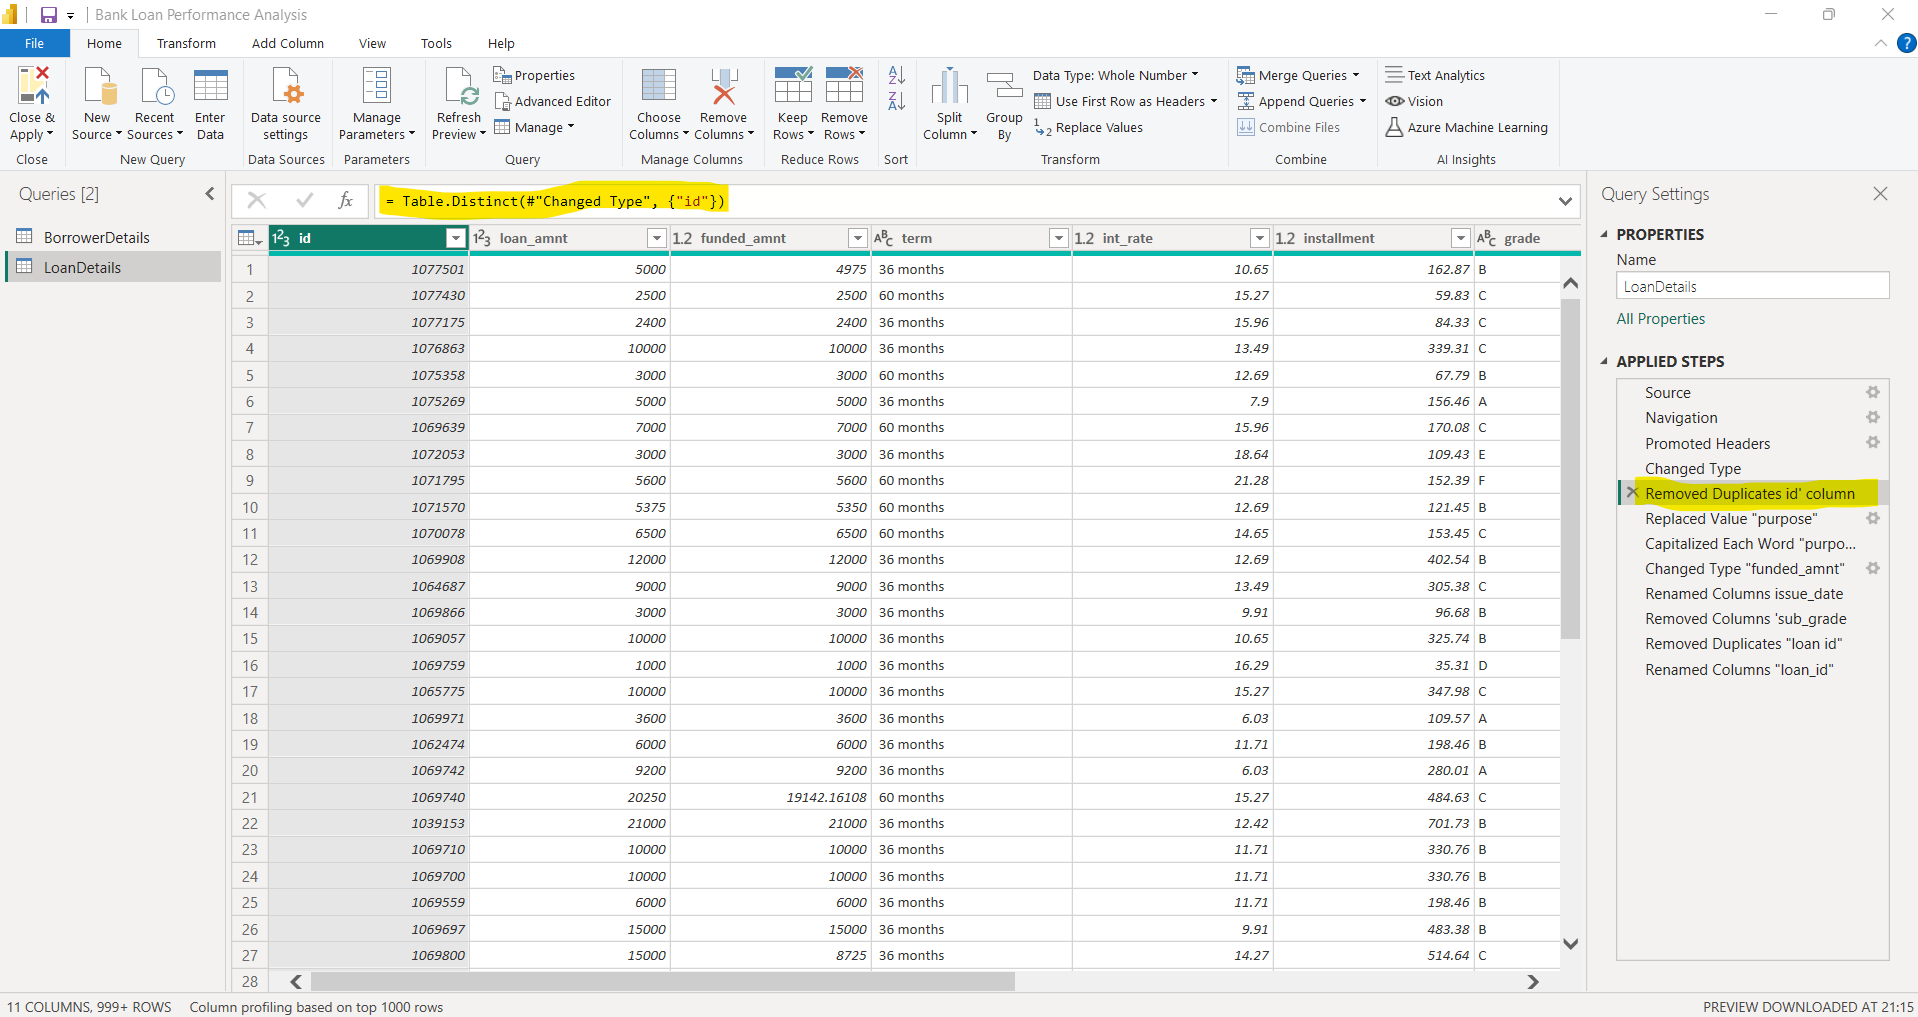 Bank Loan Performance Analysis
File Home Transform Add Column View Tools Help
Close & Apply
Close
New Source
Recent Sources
Enter Data
New Query
Data source settings
Data Sources
Manage Parameters
Parameters
Refresh Preview
Properties
Advanced Editor
Manage
Query
Choose Columns
Remove Columns
Manage Columns
Keep Rows
Remove Rows
Reduce Rows
Sort
Split Column
Group By
Data Type: Whole Number
Use First Row as Headers
Replace Values
Transform
Merge Queries
Append Queries
Combine Files
Combine
Text Analytics
Vision
Azure Machine Learning
AI Insights
Queries [2]
BorrowerDetails
LoanDetails
fx = Table.Distinct(#"Changed Type", {"id"})
id loan_amnt funded_amnt term int_rate installment grade
1 1077501 5000 4975 36 months 10.65 162.87 B
2 1077430 2500 2500 60 months 15.27 59.83 C
3 1077175 2400 2400 36 months 15.96 84.33 C
4 1076863 10000 10000 36 months 13.49 339.31 C
5 1075358 3000 3000 60 months 12.69 67.79 B
6 1075269 5000 5000 36 months 7.9 156.46 A
7 1069639 7000 7000 60 months 15.96 170.08 C
8 1072053 3000 3000 36 months 18.64 109.43 E
9 1071795 5600 5600 60 months 21.28 152.39 F
10 1071570 5375 5350 60 months 12.69 121.45 B
11 1070078 6500 6500 60 months 14.65 153.45 C
12 1069908 12000 12000 36 months 12.69 402.54 B
13 1064687 9000 9000 36 months 13.49 305.38 C
14 1069866 3000 3000 36 months 9.91 96.68 B
15 1069057 10000 10000 36 months 10.65 325.74 B
16 1069759 1000 1000 36 months 16.29 35.31 D
17 1065775 10000 10000 36 months 15.27 347.98 C
18 1069971 3600 3600 36 months 6.03 109.57 A
19 1062474 6000 6000 36 months 11.71 198.46 B
20 1069742 9200 9200 36 months 6.03 280.01 A
21 1069740 20250 19142.16108 60 months 15.27 484.63 C
22 1039153 21000 21000 36 months 12.42 701.73 B
23 1069710 10000 10000 36 months 11.71 330.76 B
24 1069700 10000 10000 36 months 11.71 330.76 B
25 1069559 6000 6000 36 months 11.71 198.46 B
26 1069697 15000 15000 36 months 9.91 483.38 B
27 1069800 15000 8725 36 months 14.27 514.64 C
28
Query Settings
PROPERTIES
Name
LoanDetails
All Properties
APPLIED STEPS
Source
Navigation
Promoted Headers
Changed Type
Removed Duplicates id' column
Replaced Value "purpose"
Capitalized Each Word "purpo...
Changed Type "funded_amnt"
Renamed Columns issue_date
Removed Columns 'sub_grade
Removed Duplicates "loan id"
Renamed Columns "loan_id"
11 COLUMNS, 999+ ROWS Column profiling based on top 1000 rows
PREVIEW DOWNLOADED AT 21:15